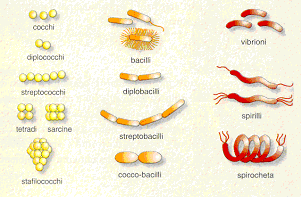 cocchi
diplococchi
streptococchi
tetradi sarcine
stafilococchi
bacilli
diplobacilli
streptobacilli
cocco-bacilli
vibrioni
spirilli
spirocheta